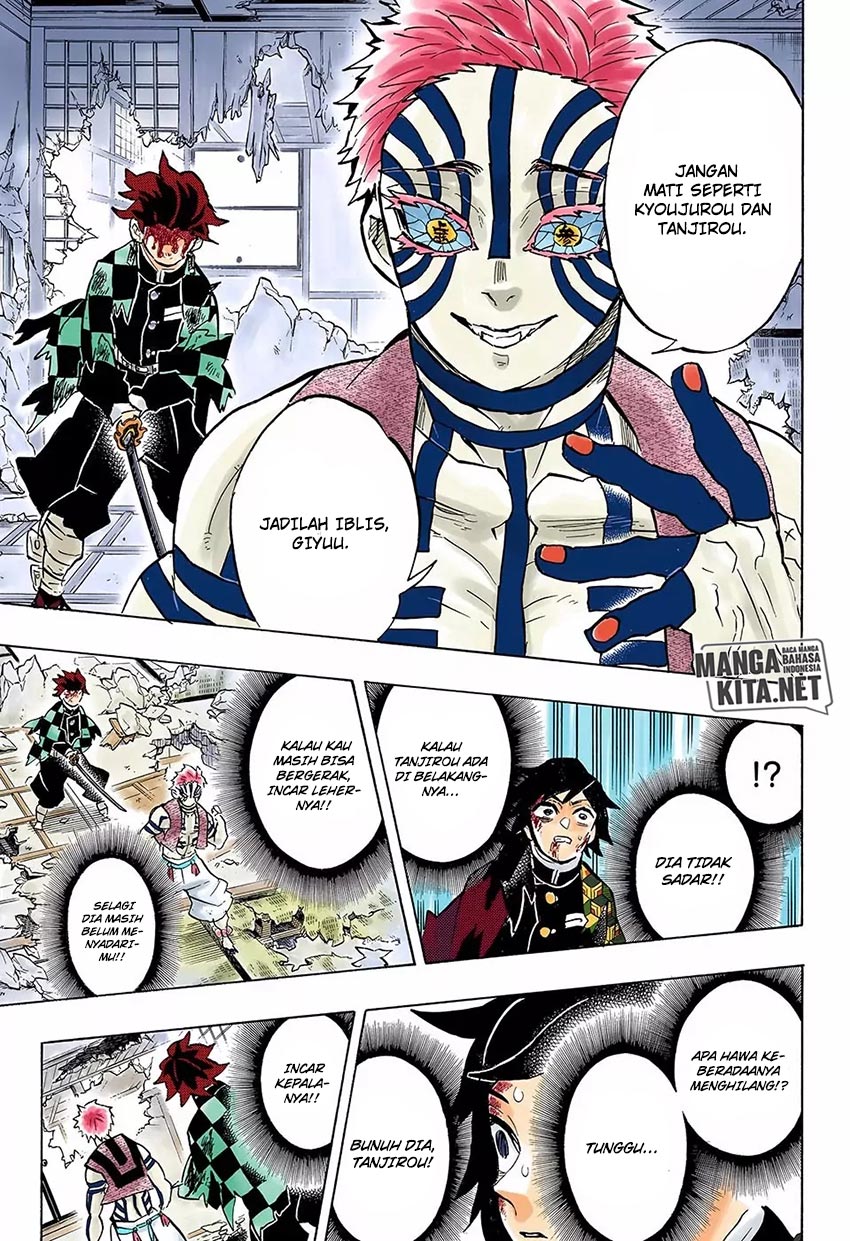 JANGAN
MATI SEPERTI
KYOUJUROU DAN
TANJIROU.
JADILAH IBLIS,
GIYUU.
MANGA
KITA.NET
BACA MANGA
BAHASA
INDONESIA
!?
DIA TIDAK
SADAR!!
KALAU
TANJIROU ADA
DI BELAKANG-
NYA...
KALAU KAU
MASIH BISA
BERGERAK,
INCAR LEHER-
NYA!!
SELAGI
DIA MASIH
BELUM ME-
NYADARI-
MU!!
APA HAWA KE-
BERADAANYA
MENGHILANG!?
TUNGGU...
BUNUH DIA,
TANJIROU!
INCAR
KEPALA-
NYA!!